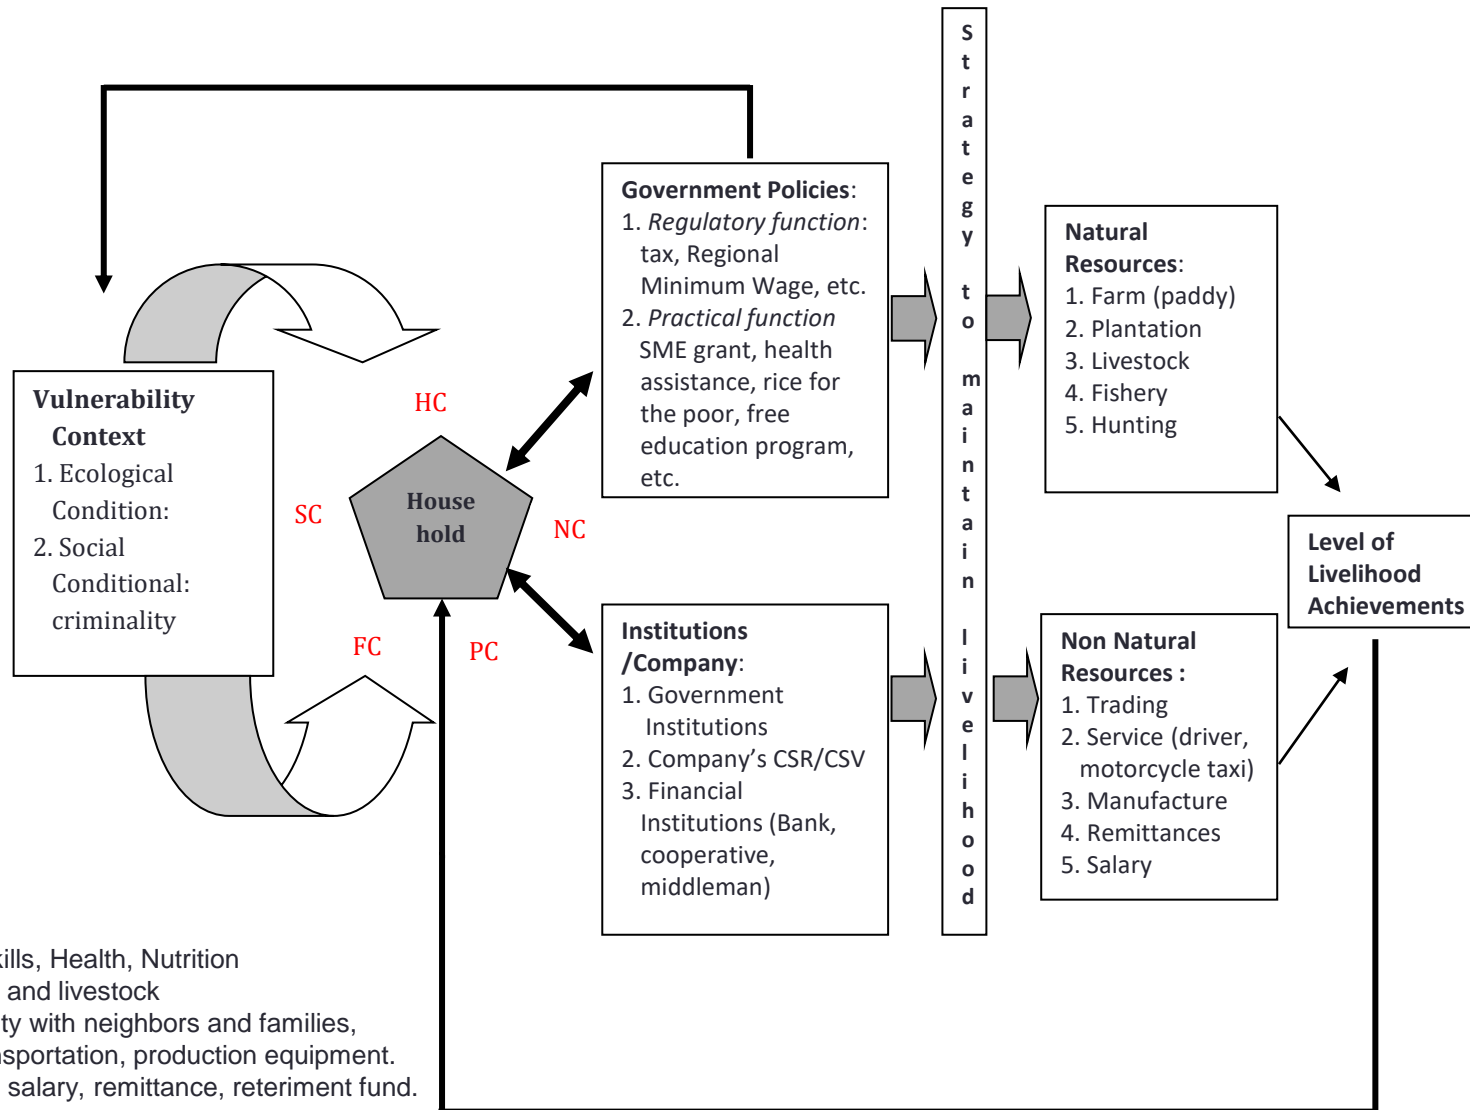 Strategy to maintain livelihood
Government Policies:
1. Regulatory function:
tax, Regional
Minimum Wage, etc.
2. Practical function
SME grant, health
assistance, rice for
the poor, free
education program,
etc.
Natural
Resources:
1. Farm (paddy)
2. Plantation
3. Livestock
4. Fishery
5. Hunting
Vulnerability
Context
1. Ecological
Condition:
2. Social
Conditional:
criminality
HC
SC
House
hold
NC
FC
PC
Level of
Livelihood
Achievements
Institutions
/Company:
1. Government
Institutions
2. Company’s CSR/CSV
3. Financial
Institutions (Bank,
cooperative,
middleman)
Non Natural
Resources :
1. Trading
2. Service (driver,
motorcycle taxi)
3. Manufacture
4. Remittances
5. Salary
Health, Nutrition
and livestock
with neighbors and families,
production equipment.
salary, remittance, reteriment fund.